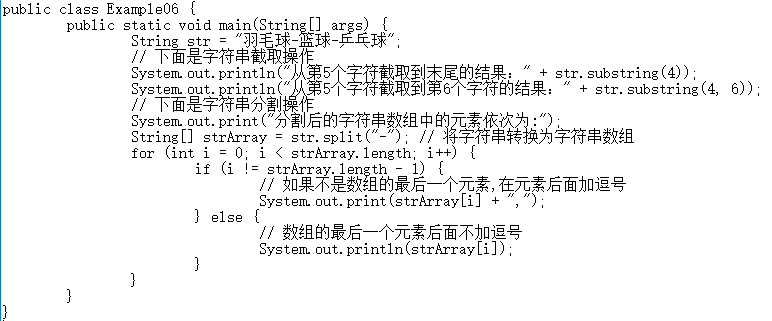 public class Example06 {
public static void main(String[] args) {
String str = "羽毛球-篮球-乒乓球";
// 下面是字符串截取操作
System.out.println("从第5个字符截取到末尾的结果：" + str.substring(4));
System.out.println("从第5个字符截取到第6个字符的结果：" + str.substring(4, 6));
// 下面是字符串分割操作
System.out.print("分割后的字符串数组中的元素依次为:");
String[] strArray = str.split("-"); // 将字符串转换为字符串数组
for (int i = 0; i < strArray.length; i++) {
if (i != strArray.length - 1) {
// 如果不是数组的最后一个元素,在元素后面加逗号
System.out.print(strArray[i] + ",");
} else {
// 数组的最后一个元素后面不加逗号
System.out.println(strArray[i]);
}
}
}
}